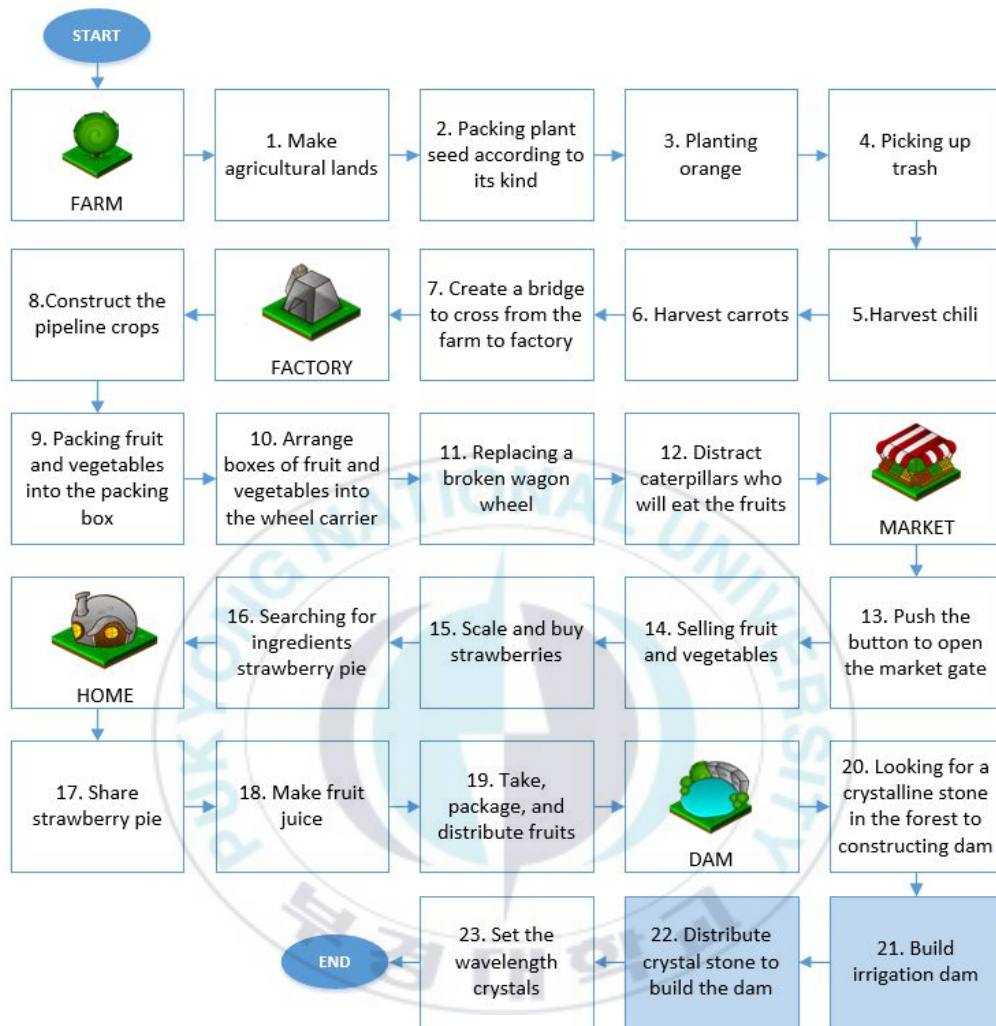 START
FARM
1. Make
agricultural lands
2. Packing plant
seed according to
its kind
3. Planting
orange
4. Picking up
trash
5.Harvest chili
6. Harvest carrots
7. Create a bridge
to cross from the
farm to factory
FACTORY
8.Construct the
pipeline crops
9. Packing fruit
and vegetables
into the packing
box
10. Arrange
boxes of fruit and
vegetables into
the wheel carrier
11. Replacing a
broken wagon
wheel
12. Distract
caterpillars who
will eat the fruits
MARKET
13. Push the
button to open
the market gate
14. Selling fruit
and vegetables
15. Scale and buy
strawberries
16. Searching for
ingredients
strawberry pie
HOME
17. Share
strawberry pie
18. Make fruit
juice
19. Take,
package, and
distribute fruits
DAM
20. Looking for a
crystalline stone
in the forest to
constructing dam
21. Build
irrigation dam
22. Distribute
crystal stone to
build the dam
23. Set the
wavelength
crystals
END
PUKYONG NATIONAL UNIVERSITY